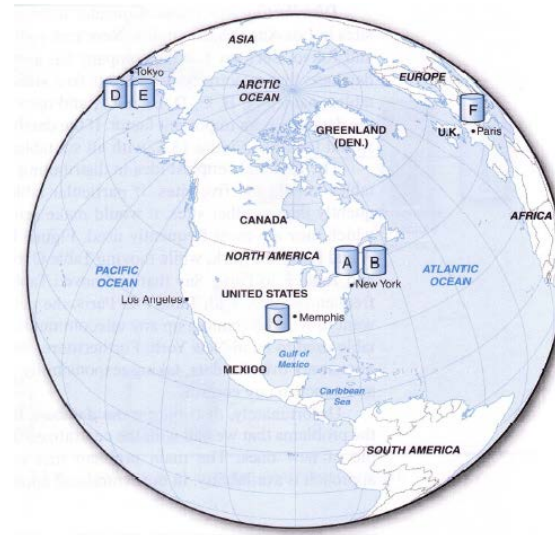 ASIA
Tokyo
D E
ARCTIC
OCEAN
EUROPE
F
U.K. Paris
GREENLAND
(DEN.)
AFRICA
CANADA
NORTH AMERICA
A B
PACIFIC
OCEAN
ATLANTIC
OCEAN
New York
UNITED STATES
Los Angeles
C Memphis
Gulf of
Mexico
MEXICO
Caribbean
Sea
SOUTH AMERICA